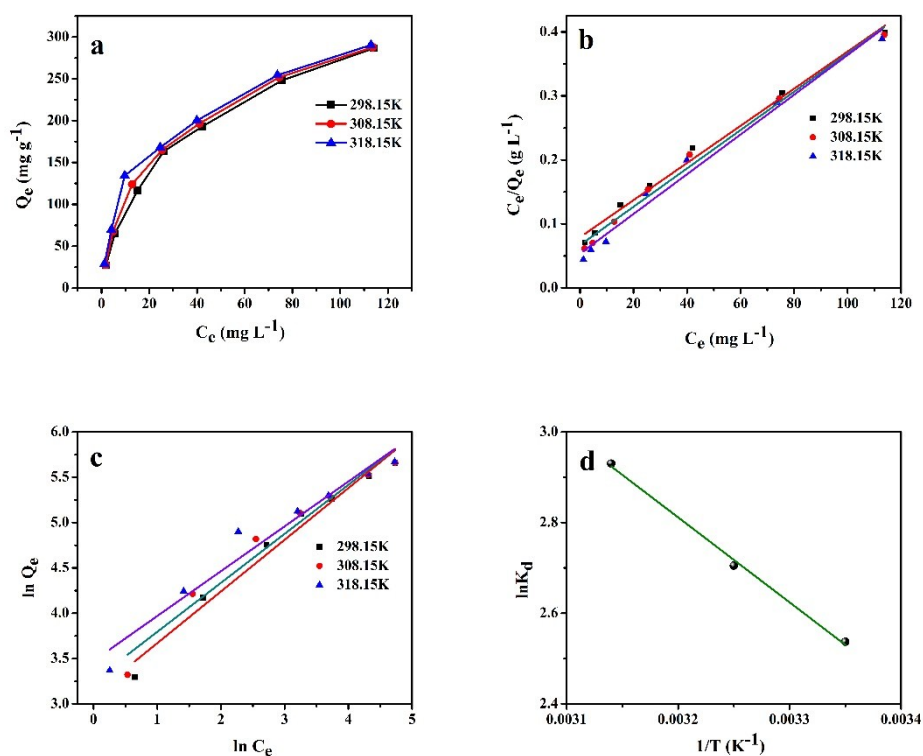 a
300
250
200
150
100
50
0
Qe (mg g-1)
298.15K
308.15K
318.15K
0 20 40 60 80 100 120
Ce (mg L-1)
b
0.4
0.3
0.2
0.1
0.0
Ce/Qe (g L-1)
298.15K
308.15K
318.15K
0 20 40 60 80 100 120
Ce (mg L-1)
c
6.0
5.5
5.0
4.5
4.0
3.5
3.0
ln Qe
298.15K
308.15K
318.15K
0 1 2 3 4 5
ln Ce
d
3.0
2.8
2.6
2.4
lnKd
0.0031 0.0032 0.0033 0.0034
1/T (K-1)